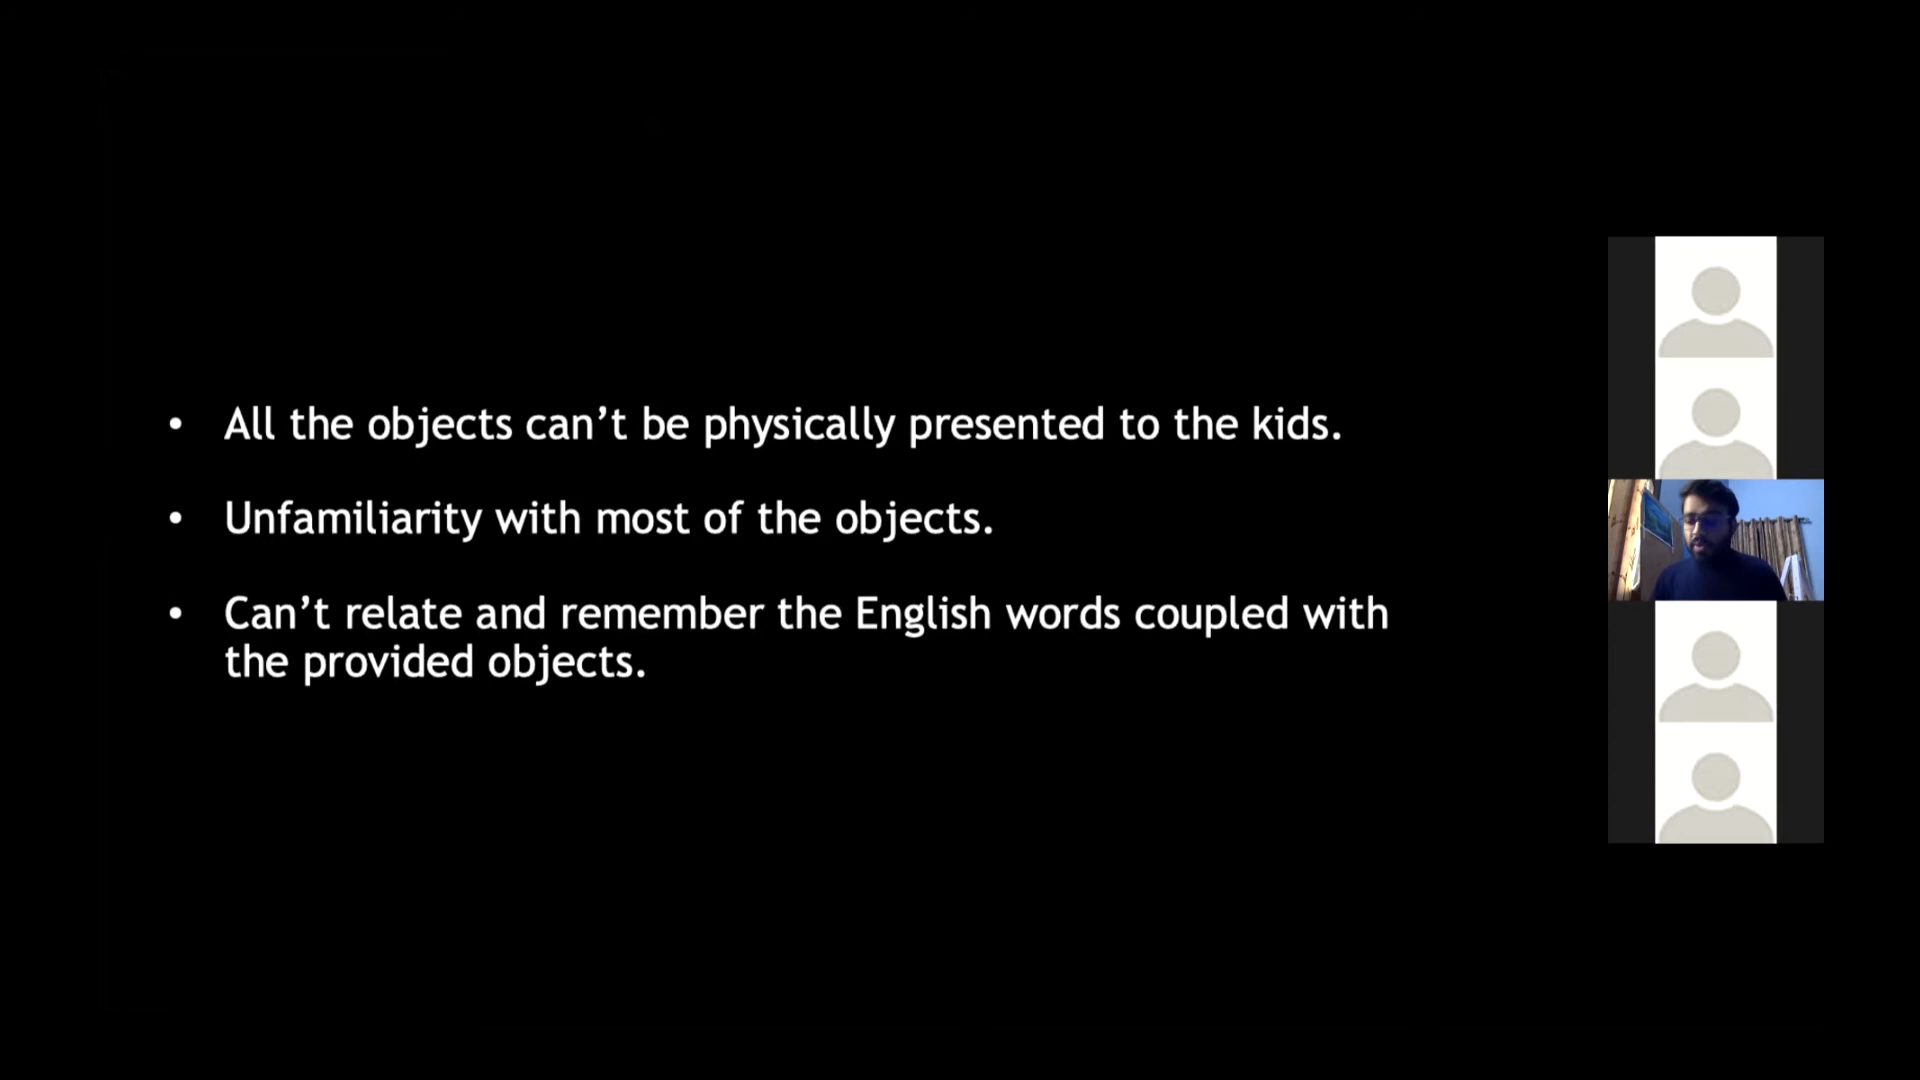 • All the objects can’t be physically presented to the kids.
• Unfamiliarity with most of the objects.
• Can’t relate and remember the English words coupled with
the provided objects.